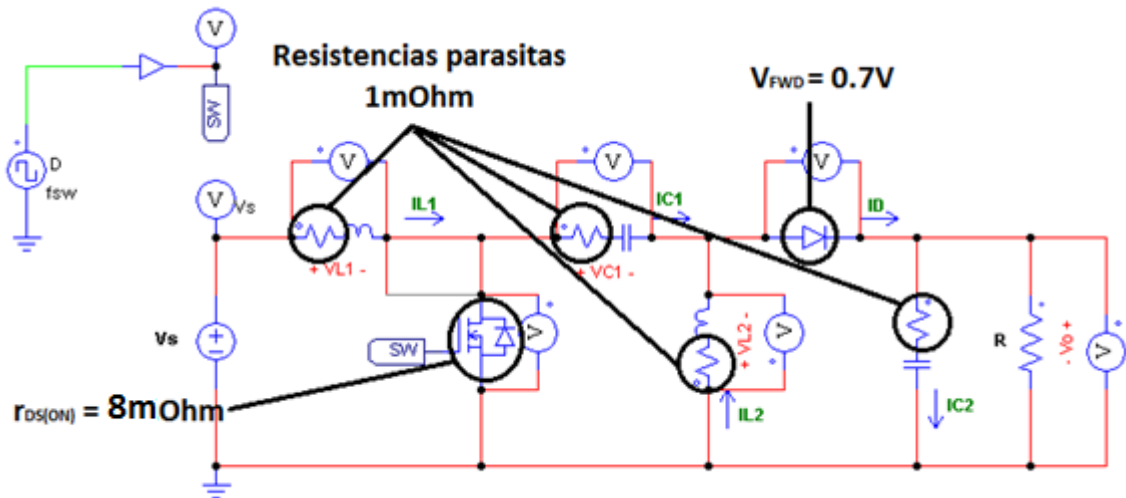 V
Resistencias parasitas
1mOhm
VFWD = 0.7V
SW
D
fsw
V
V
V
V
Vs
IL1
IC1
ID
+ VL1 -
+ VC1 -
Vs
SW
V
+ VL2 -
V
R
- Vo +
V
rDS(ON) = 8mOhm
IL2
IC2